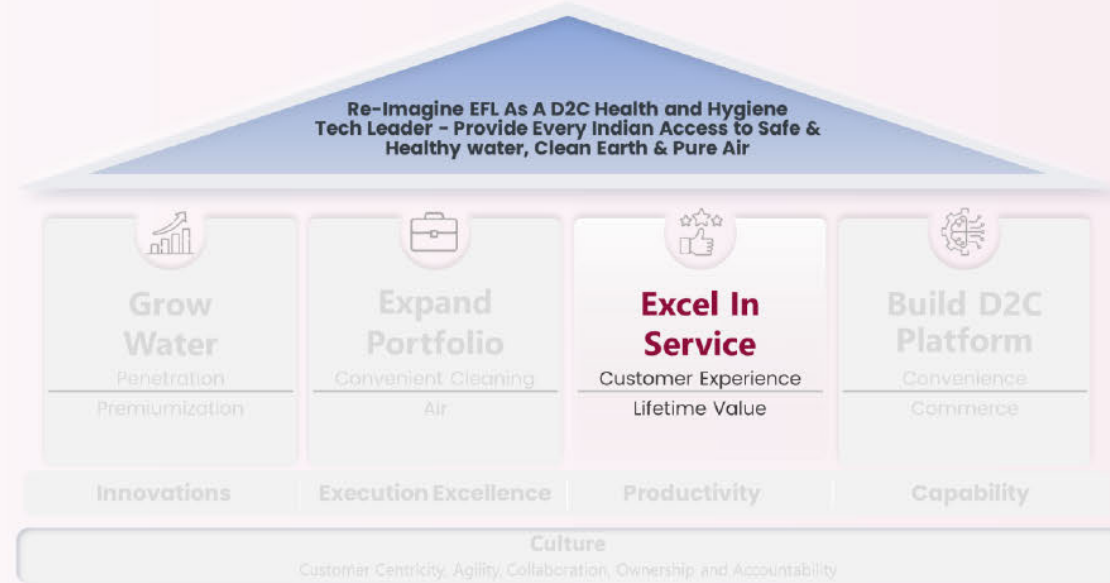 Re-Imagine EFL As A D2C Health and Hygiene
Tech Leader - Provide Every Indian Access to Safe &
Healthy water, Clean Earth & Pure Air
Grow
Water
Penetration
Premiumization
Expand
Portfolio
Convenient Cleaning
Air
Excel In
Service
Customer Experience
Lifetime Value
Build D2C
Platform
Convenience
Commerce
Innovations
Execution Excellence
Productivity
Capability
Culture
Customer Centricity, Agility, Collaboration, Ownership and Accountability